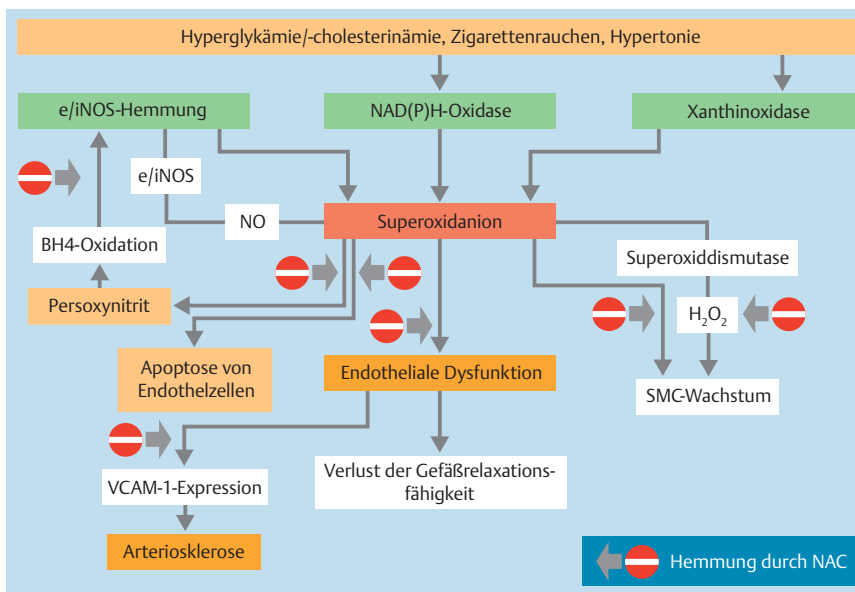 Hyperglykämie/-cholesterinämie, Zigarettenrauchen, Hypertonie
e/iNOS-Hemmung
NAD(P)H-Oxidase
Xanthinoxidase
e/iNOS
NO
Superoxidanion
BH4-Oxidation
Superoxiddismutase
Persoxynitrit
H₂O₂
Apoptose von
Endothelzellen
Endotheliale Dysfunktion
SMC-Wachstum
VCAM-1-Expression
Verlust der Gefäßrelaxations-
fähigkeit
Arteriosklerose
Hemmung durch NAC